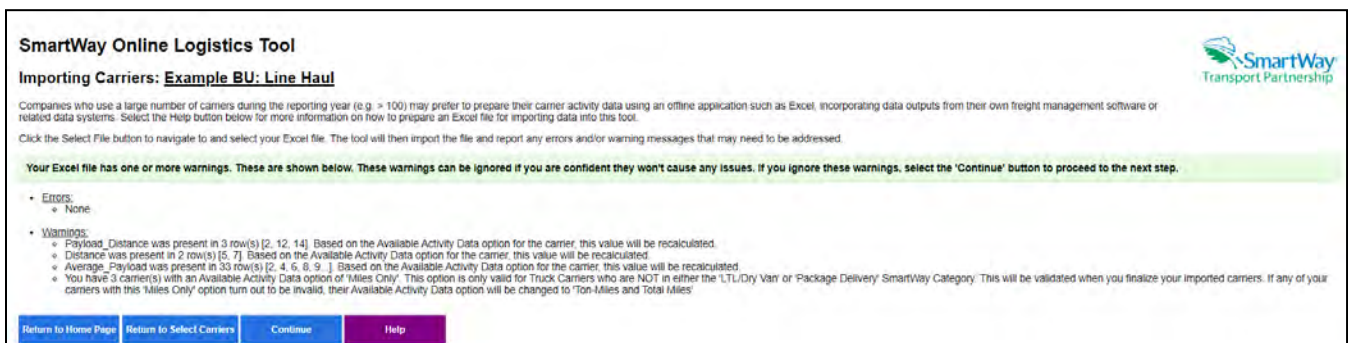 SmartWay Online Logistics Tool
SmartWay
Transport Partnership
Importing Carriers: Example BU: Line Haul
Companies who use a large number of carriers during the reporting year (e.g. > 100) may prefer to prepare their carrier activity data using an offline application such as Excel, incorporating data outputs from their own freight management software or
related data systems. Select the Help button below for more information on how to prepare an Excel file for importing data into this tool.
Click the Select File button to navigate to and select your Excel file. The tool will then import the file and report any errors and/or warning messages that may need to be addressed.
Your Excel file has one or more warnings. These are shown below. These warnings can be ignored if you are confident they won't cause any issues. If you ignore these warnings, select the 'Continue' button to proceed to the next step.
• Errors:
o None
• Warnings:
o Payload_Distance was present in 3 row(s) [2, 12, 14]. Based on the Available Activity Data option for the carrier, this value will be recalculated.
o Distance was present in 2 row(s) [5, 7]. Based on the Available Activity Data option for the carrier, this value will be recalculated.
o Average_Payload was present in 33 row(s) [2, 4, 6, 8, 9...]. Based on the Available Activity Data option for the carrier, this value will be recalculated.
o You have 3 carrier(s) with an Available Activity Data option of 'Miles Only'. This option is only valid for Truck Carriers who are NOT in either the 'LTL/Dry Van' or 'Package Delivery' SmartWay Category. This will be validated when you finalize your imported carriers. If any of your
carriers with this 'Miles Only' option turn out to be invalid, their Available Activity Data option will be changed to 'Ton-Miles and Total Miles'
Return to Home Page Return to Select Carriers Continue Help